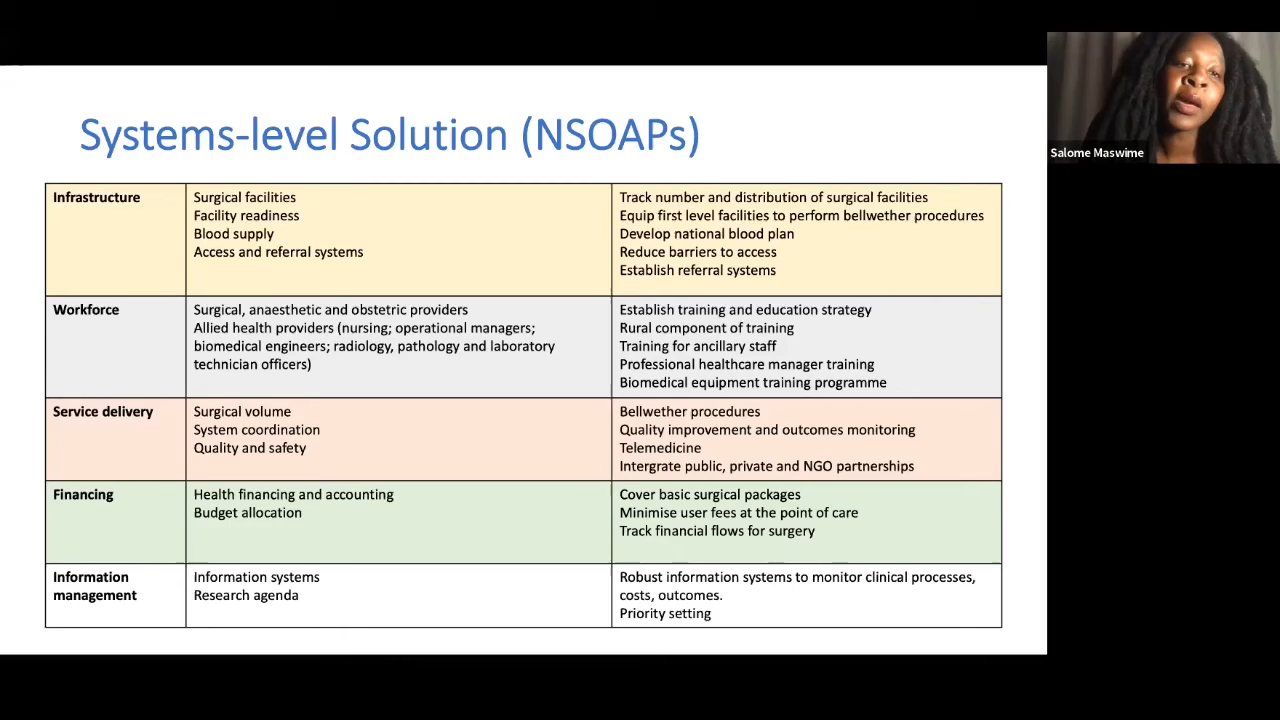 Systems-level Solution (NSOAPs)
Infrastructure
Surgical facilities
Facility readiness
Blood supply
Access and referral systems
Track number and distribution of surgical facilities
Equip first level facilities to perform bellwether procedures
Develop national blood plan
Reduce barriers to access
Establish referral systems
Workforce
Surgical, anaesthetic and obstetric providers
Allied health providers (nursing; operational managers;
biomedical engineers; radiology, pathology and laboratory
technician officers)
Establish training and education strategy
Rural component of training
Training for ancillary staff
Professional healthcare manager training
Biomedical equipment training programme
Service delivery
Surgical volume
System coordination
Quality and safety
Bellwether procedures
Quality improvement and outcomes monitoring
Telemedicine
Intergrate public, private and NGO partnerships
Financing
Health financing and accounting
Budget allocation
Cover basic surgical packages
Minimise user fees at the point of care
Track financial flows for surgery
Information
management
Information systems
Research agenda
Robust information systems to monitor clinical processes,
costs, outcomes.
Priority setting
Salome Maswime